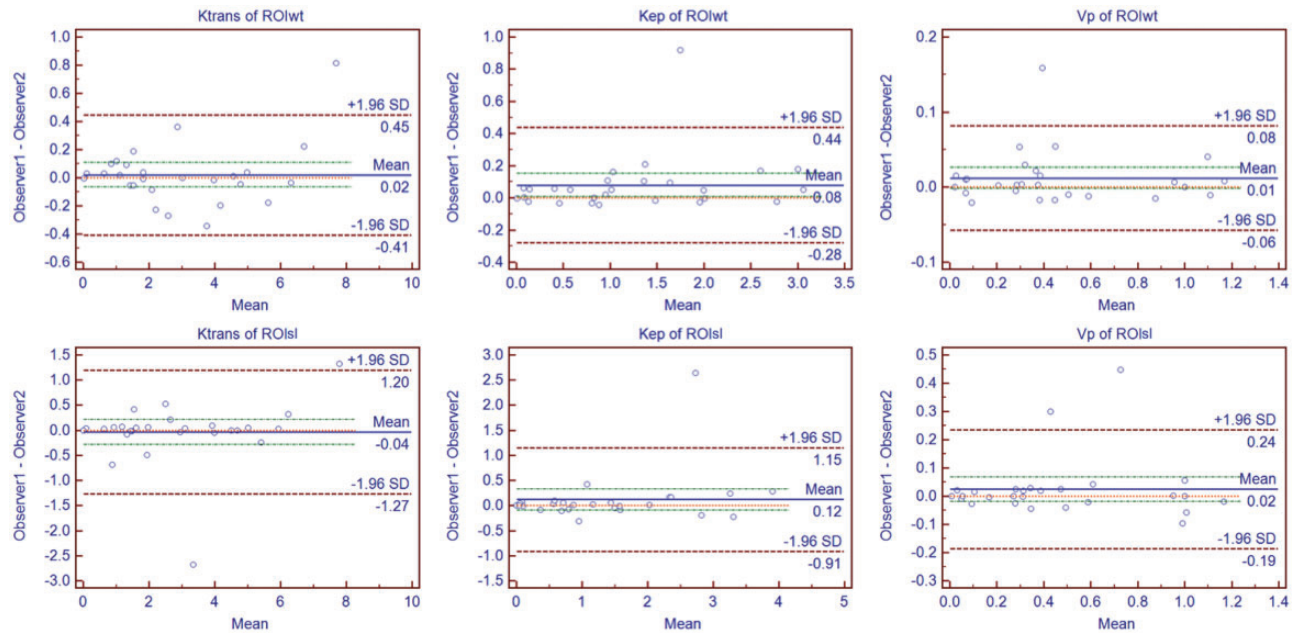 Ktrans of ROIwt
Observer1 - Observer2
1.0
0.8
0.6
0.4
0.2
0.0
-0.2
-0.4
-0.6
+1.96 SD
0.45
Mean
0.02
-1.96 SD
-0.41
0 2 4 6 8 10
Mean
Kep of ROIwt
Observer1 - Observer2
1.0
0.8
0.6
0.4
0.2
0.0
-0.2
-0.4
+1.96 SD
0.44
Mean
0.08
-1.96 SD
-0.28
0.0 0.5 1.0 1.5 2.0 2.5 3.0 3.5
Mean
Vp of ROIwt
Observer1 -Observer2
0.2
0.1
0.0
-0.1
+1.96 SD
0.08
Mean
0.01
-1.96 SD
-0.06
0.0 0.2 0.4 0.6 0.8 1.0 1.2 1.4
Mean
Ktrans of ROIsl
Observer1 - Observer2
1.5
1.0
0.5
0.0
-0.5
-1.0
-1.5
-2.0
-2.5
-3.0
+1.96 SD
1.20
Mean
-0.04
-1.96 SD
-1.27
0 2 4 6 8 10
Mean
Kep of ROIsl
Observer1 - Observer2
3.0
2.5
2.0
1.5
1.0
0.5
0.0
-0.5
-1.0
-1.5
+1.96 SD
1.15
Mean
0.12
-1.96 SD
-0.91
0 1 2 3 4 5
Mean
Vp of ROIsl
Observer1 - Observer2
0.5
0.4
0.3
0.2
0.1
0.0
-0.1
-0.2
-0.3
+1.96 SD
0.24
Mean
0.02
-1.96 SD
-0.19
0.0 0.2 0.4 0.6 0.8 1.0 1.2 1.4
Mean